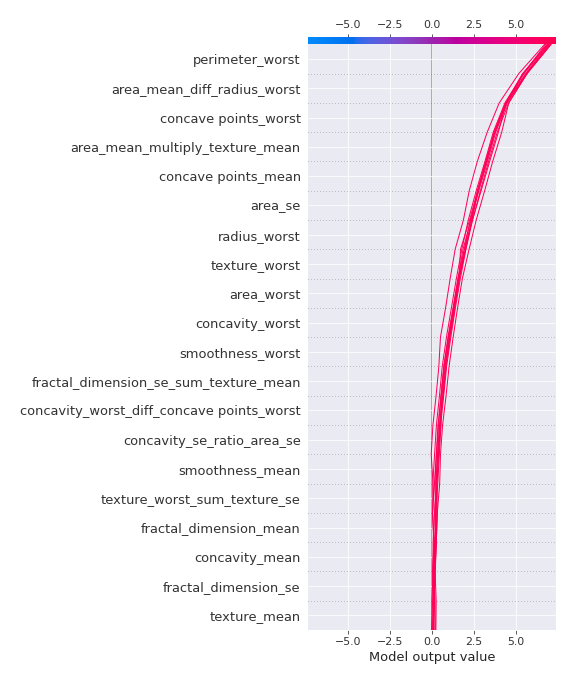 −5.0 −2.5 0.0 2.5 5.0
perimeter_worst
area_mean_diff_radius_worst
concave points_worst
area_mean_multiply_texture_mean
concave points_mean
area_se
radius_worst
texture_worst
area_worst
concavity_worst
smoothness_worst
fractal_dimension_se_sum_texture_mean
concavity_worst_diff_concave points_worst
concavity_se_ratio_area_se
smoothness_mean
texture_worst_sum_texture_se
fractal_dimension_mean
concavity_mean
fractal_dimension_se
texture_mean
−5.0 −2.5 0.0 2.5 5.0
Model output value